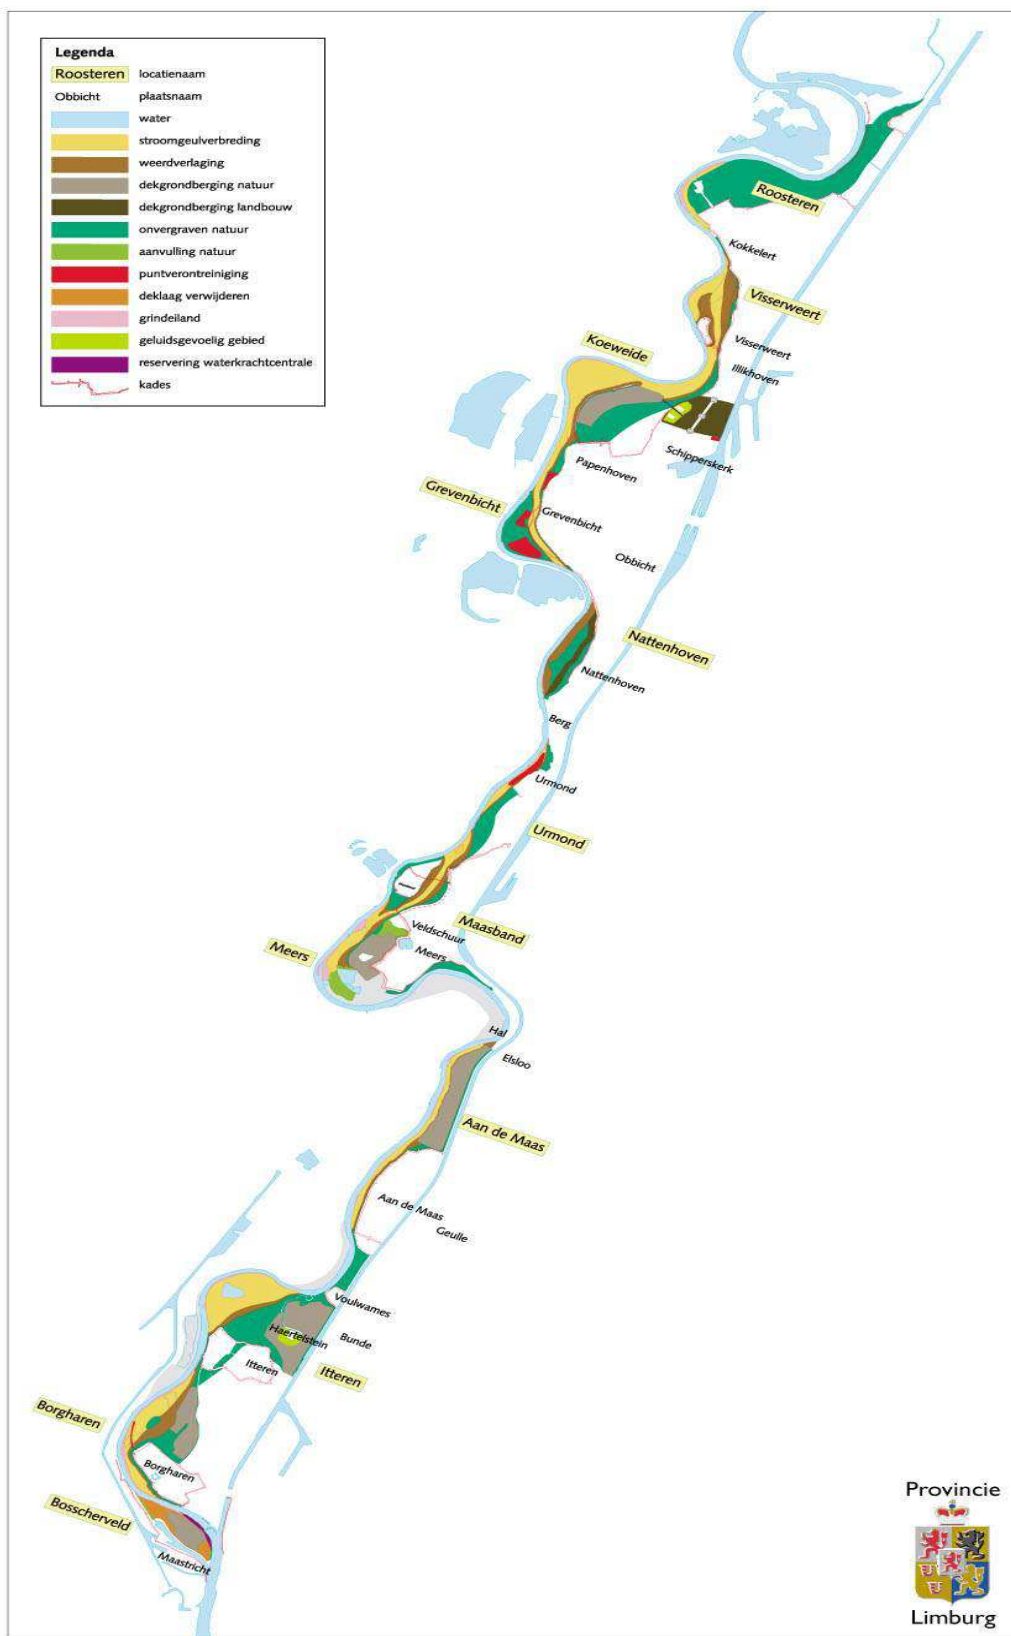 Legenda
Roosteren locatienaam
Obbicht plaatsnaam
water
stroomgeulverbreding
weerdverlaging
dekgrondberging natuur
dekgrondberging landbouw
onvergraven natuur
aanvulling natuur
puntverontreiniging
deklaag verwijderen
grindeiland
geluidsgevoelig gebied
reservering waterkrachtcentrale
kades
Roosteren
Kokkelert
Visserweert
Koeweide
Visserweert
Illikhoven
Schipperskerk
Papenhoven
Grevenbicht
Grevenbicht
Obbicht
Nattenhoven
Nattenhoven
Berg
Urmond
Urmond
Maasband
Veldschuur
Meers
Meers
Hal
Elsloo
Aan de Maas
Aan de Maas
Geulle
Voulwames
Haertelstein
Bunde
Itteren
Itteren
Borgharen
Borgharen
Bosscherveld
Maastricht
Provincie
Limburg